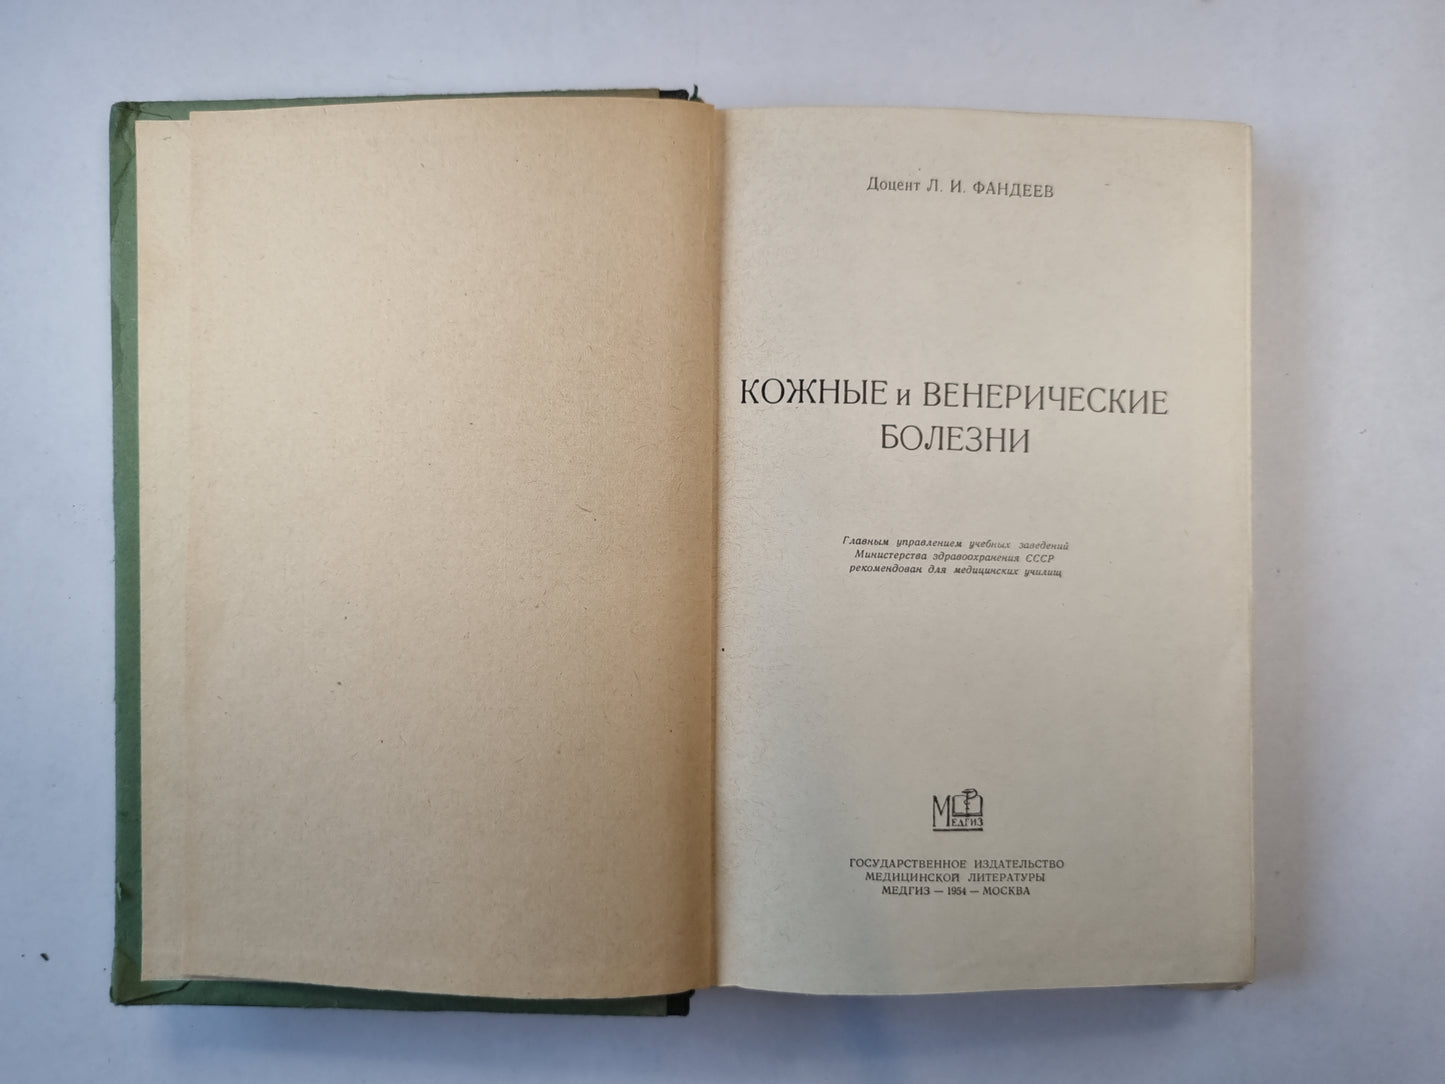 Доцент Л. И. ФАНДЕЕВ
КОЖНЫЕ и ВЕНЕРИЧЕСКИЕ
БОЛЕЗНИ
Главным управлением учебных заведений
Министерства здравоохранения СССР
рекомендован для медицинских училищ
МЕДГИЗ
ГОСУДАРСТВЕННОЕ ИЗДАТЕЛЬСТВО
МЕДИЦИНСКОЙ ЛИТЕРАТУРЫ
МЕДГИЗ — 1954 — МОСКВА